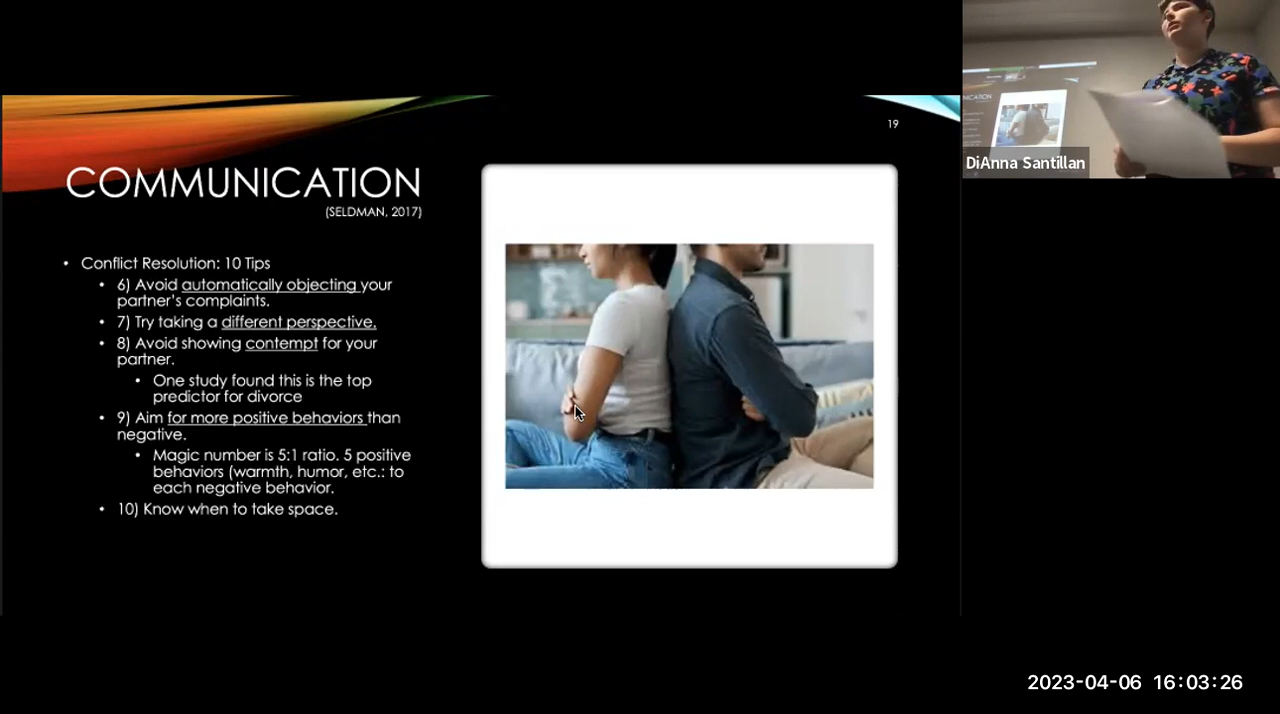 19
COMMUNICATION
(SELDMAN, 2017)
• Conflict Resolution: 10 Tips
• 6) Avoid automatically objecting your
partner's complaints.
• 7) Try taking a different perspective.
• 8) Avoid showing contempt for your
partner.
• One study found this is the top
predictor for divorce
• 9) Aim for more positive behaviors than
negative.
• Magic number is 5:1 ratio. 5 positive
behaviors (warmth, humor, etc.: to
each negative behavior.
• 10) Know when to take space.
DiAnna Santillan
2023-04-06 16:03:26